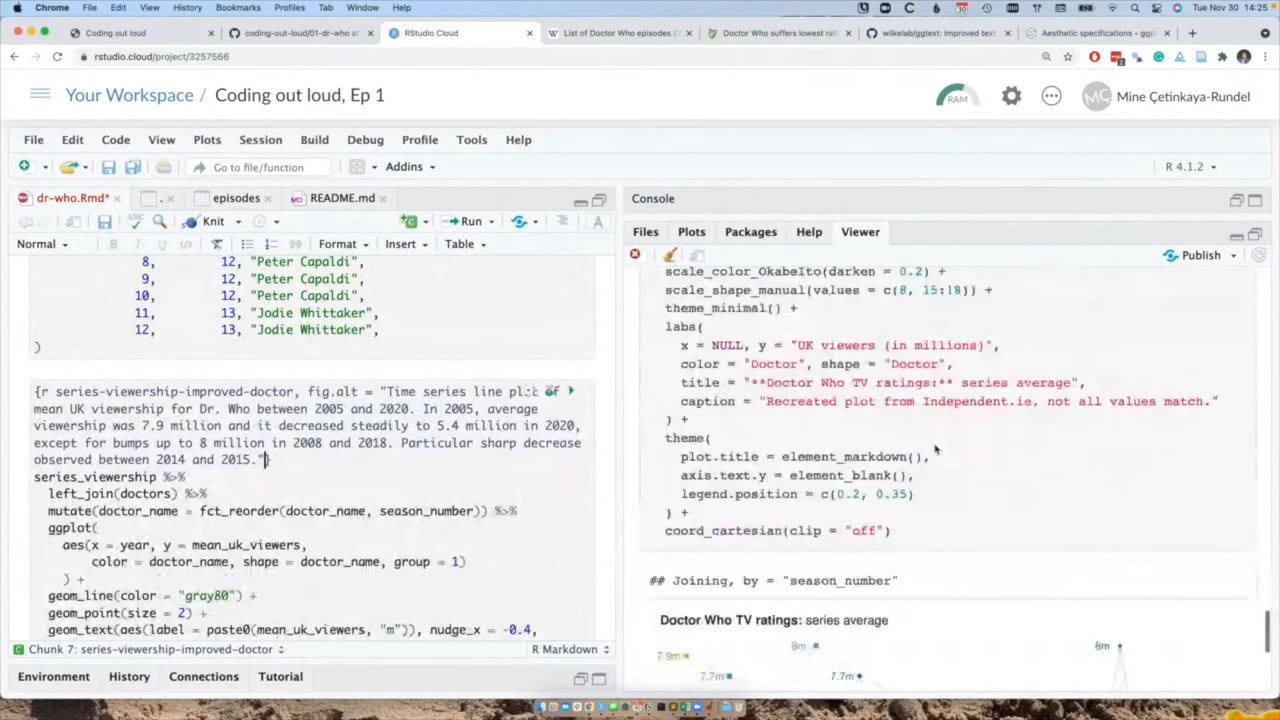 Chrome File Edit View History Bookmarks Profiles Tab Window Help Tue Nov 30 14:25
Coding out loud
coding-out-loud/01-dr-who at
RStudio Cloud
List of Doctor Who episodes (
Doctor Who suffers lowest rati
wilkelab/ggtext: Improved text
Aesthetic specifications • ggpl
rstudio.cloud/project/3257566
Your Workspace / Coding out loud, Ep 1
RAM
MC
Mine Çetinkaya-Rundel
File Edit Code View Plots Session Build Debug Profile Tools Help
Go to file/function
Addins
R 4.1.2
dr-who.Rmd*
.
episodes
README.md
Knit
Run
Normal
B
I
U
Format
Insert
Table
8, 12, "Peter Capaldi",
9, 12, "Peter Capaldi",
10, 12, "Peter Capaldi",
11, 13, "Jodie Whittaker",
12, 13, "Jodie Whittaker",
)
{r series-viewership-improved-doctor, fig.alt = "Time series line plot of
mean UK viewership for Dr. Who between 2005 and 2020. In 2005, average
viewership was 7.9 million and it decreased steadily to 5.4 million in 2020,
except for bumps up to 8 million in 2008 and 2018. Particular sharp decrease
observed between 2014 and 2015."}
series_viewership %>%
left_join(doctors) %>%
mutate(doctor_name = fct_reorder(doctor_name, season_number)) %>%
ggplot(
aes(x = year, y = mean_uk_viewers,
color = doctor_name, shape = doctor_name, group = 1)
) +
geom_line(color = "gray80") +
geom_point(size = 2) +
geom_text(aes(label = paste0(mean_uk_viewers, "m")), nudge_x = -0.4,
Chunk 7: series-viewership-improved-doctor
R Markdown
Environment History Connections Tutorial
Console
Files Plots Packages Help Viewer
Publish
scale_color_OkabeIto(darken = 0.2) +
scale_shape_manual(values = c(8, 15:18)) +
theme_minimal() +
labs(
x = NULL, y = "UK viewers (in millions)",
color = "Doctor", shape = "Doctor",
title = "**Doctor Who TV ratings:** series average",
caption = "Recreated plot from Independent.ie, not all values match."
) +
theme(
plot.title = element_markdown(),
axis.text.y = element_blank(),
legend.position = c(0.2, 0.35)
) +
coord_cartesian(clip = "off")
## Joining, by = "season_number"
Doctor Who TV ratings: series average
8m
8m
7.9m
7.7m
7.7m